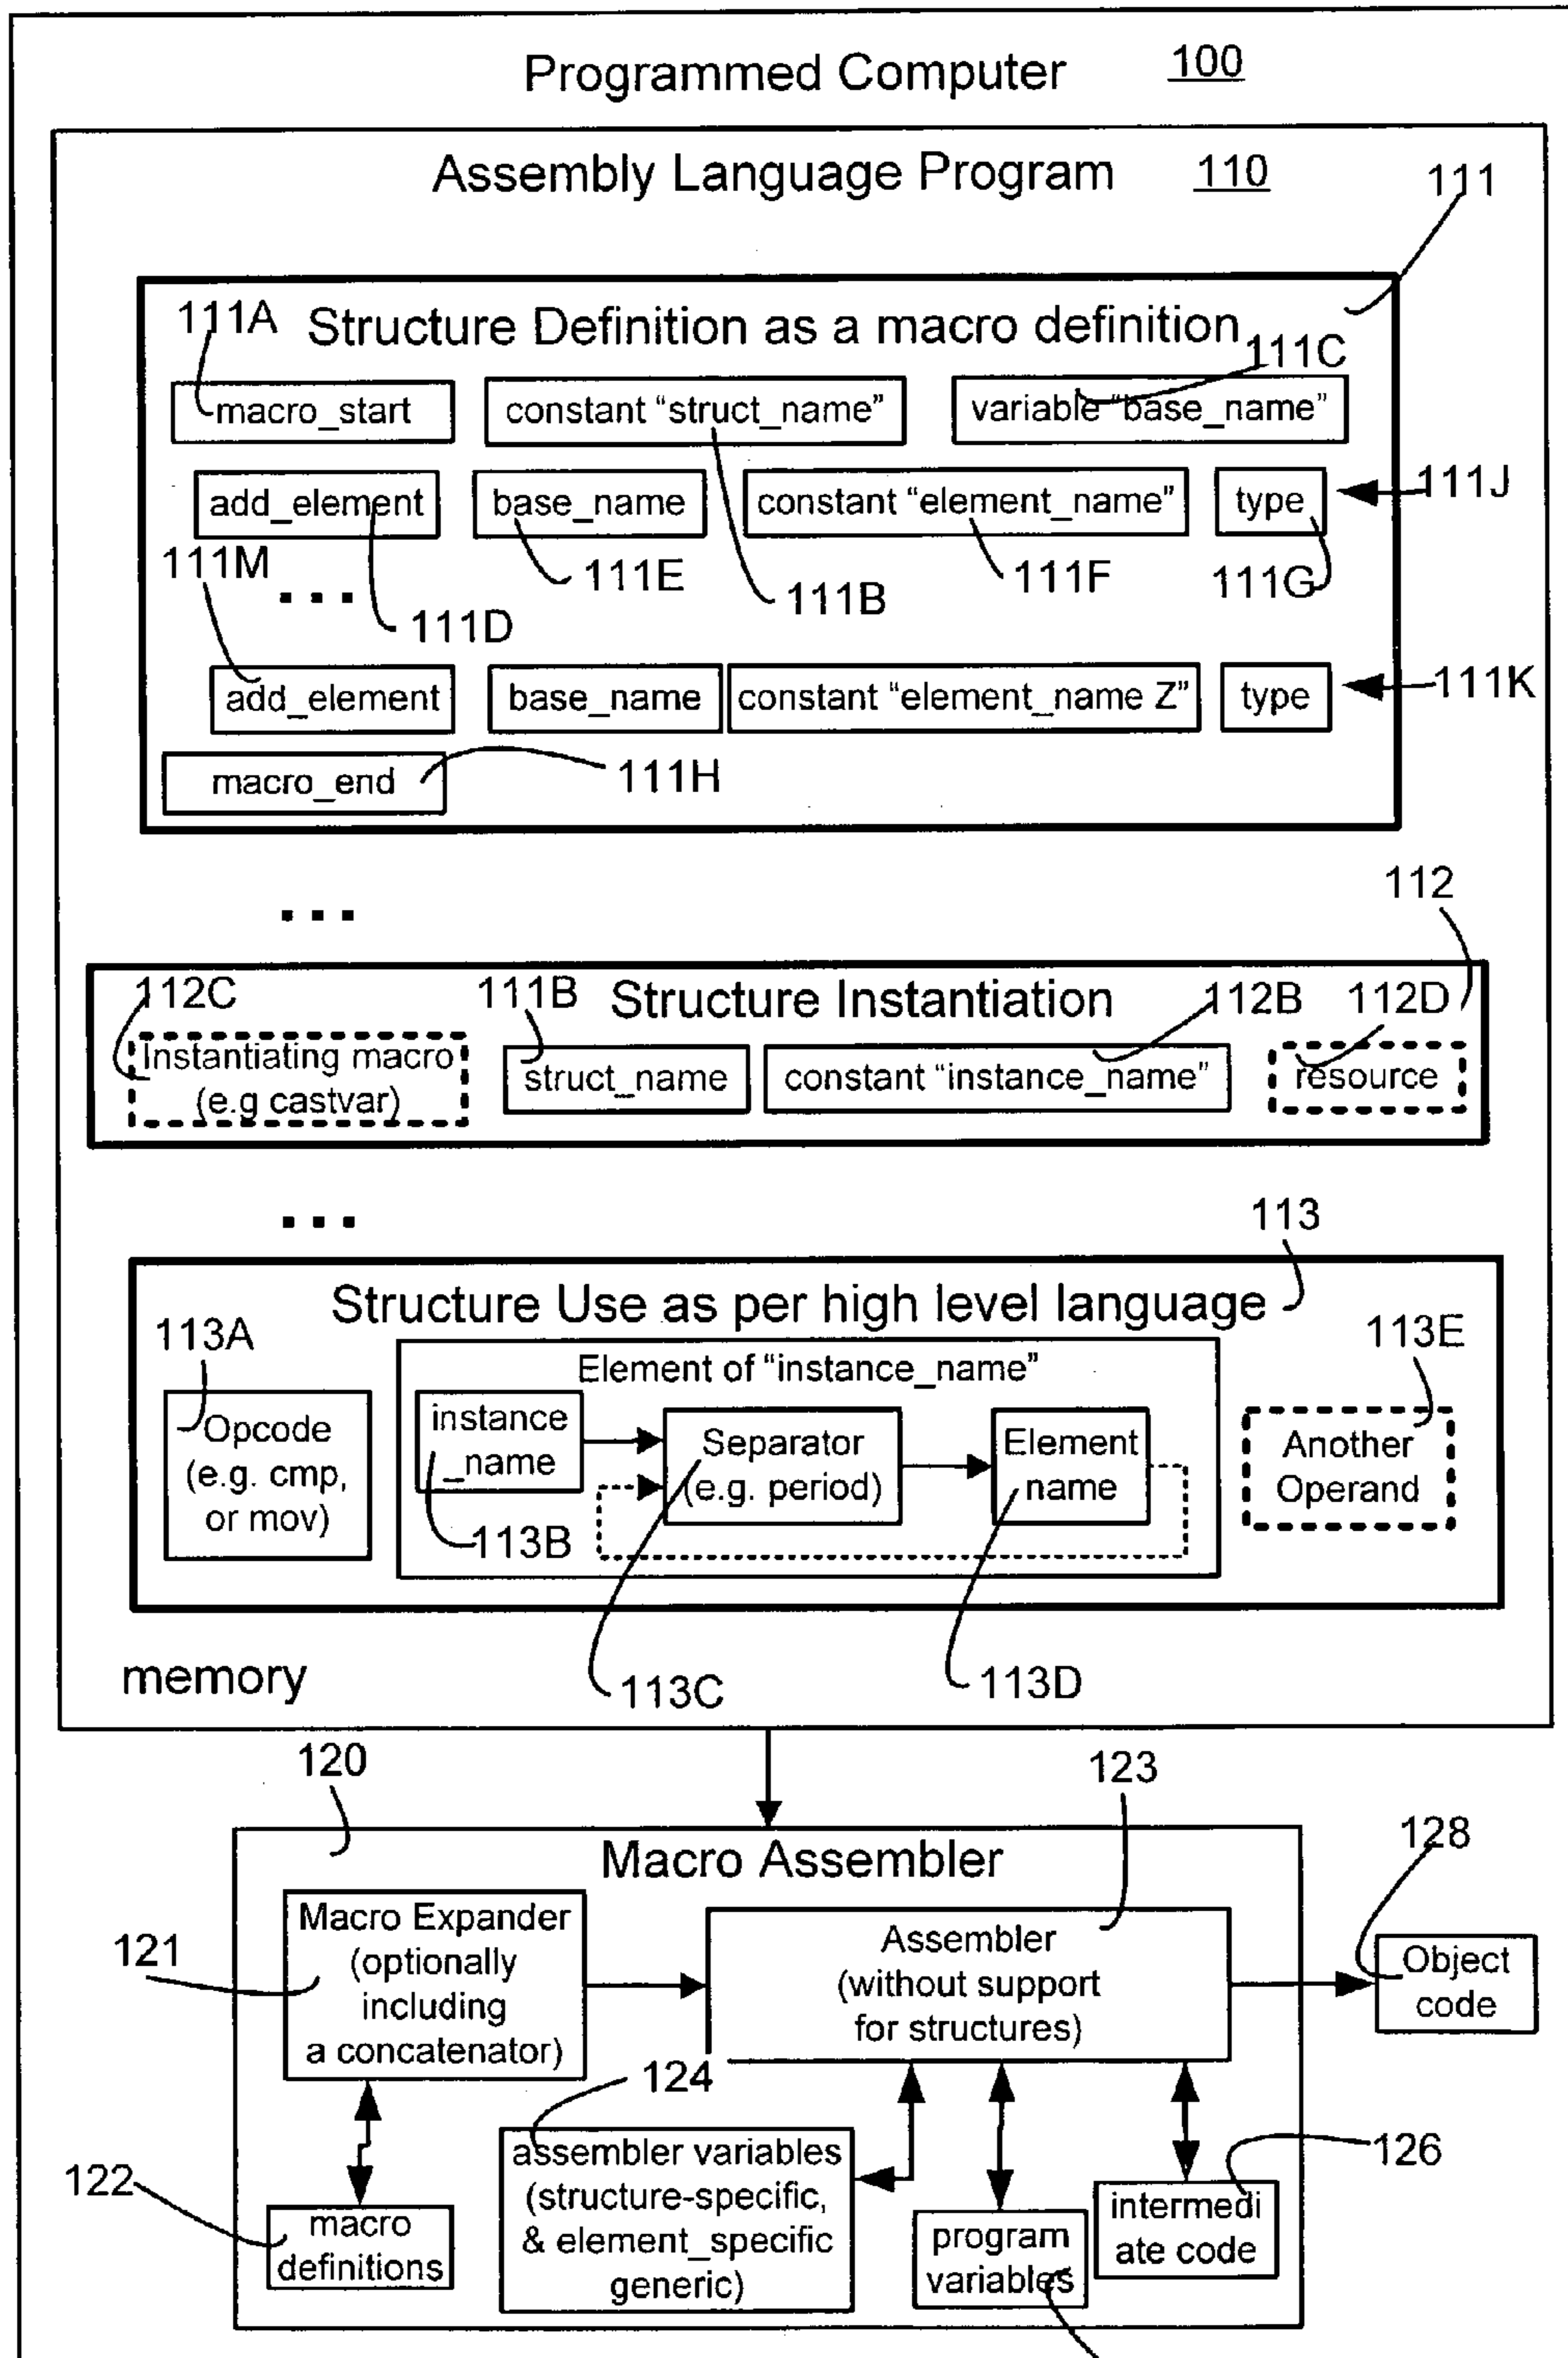 Programmed Computer 100
Assembly Language Program 110
111
111A
Structure Definition as a macro definition
111C
macro_start
constant "struct_name"
variable "base_name"
add_element
base_name
constant "element_name"
type
111J
111M
...
111E
111B
111F
111G
111D
add_element
base_name
constant "element_name Z"
type
111K
macro_end
111H
...
112
112C
111B
Structure Instantiation
112B
112D
Instantiating macro
(e.g castvar)
struct_name
constant "instance_name"
resource
...
113
Structure Use as per high level language
113A
113E
Element of "instance_name"
Opcode
(e.g. cmp,
or mov)
instance
_name
Separator
(e.g. period)
Element
name
Another
Operand
113B
memory
113C
113D
120
123
Macro Assembler
128
Macro Expander
(optionally
including
a concatenator)
121
Assembler
(without support
for structures)
Object
code
124
assembler variables
(structure-specific,
& element_specific
generic)
126
122
macro
definitions
program
variables
intermedi
ate code